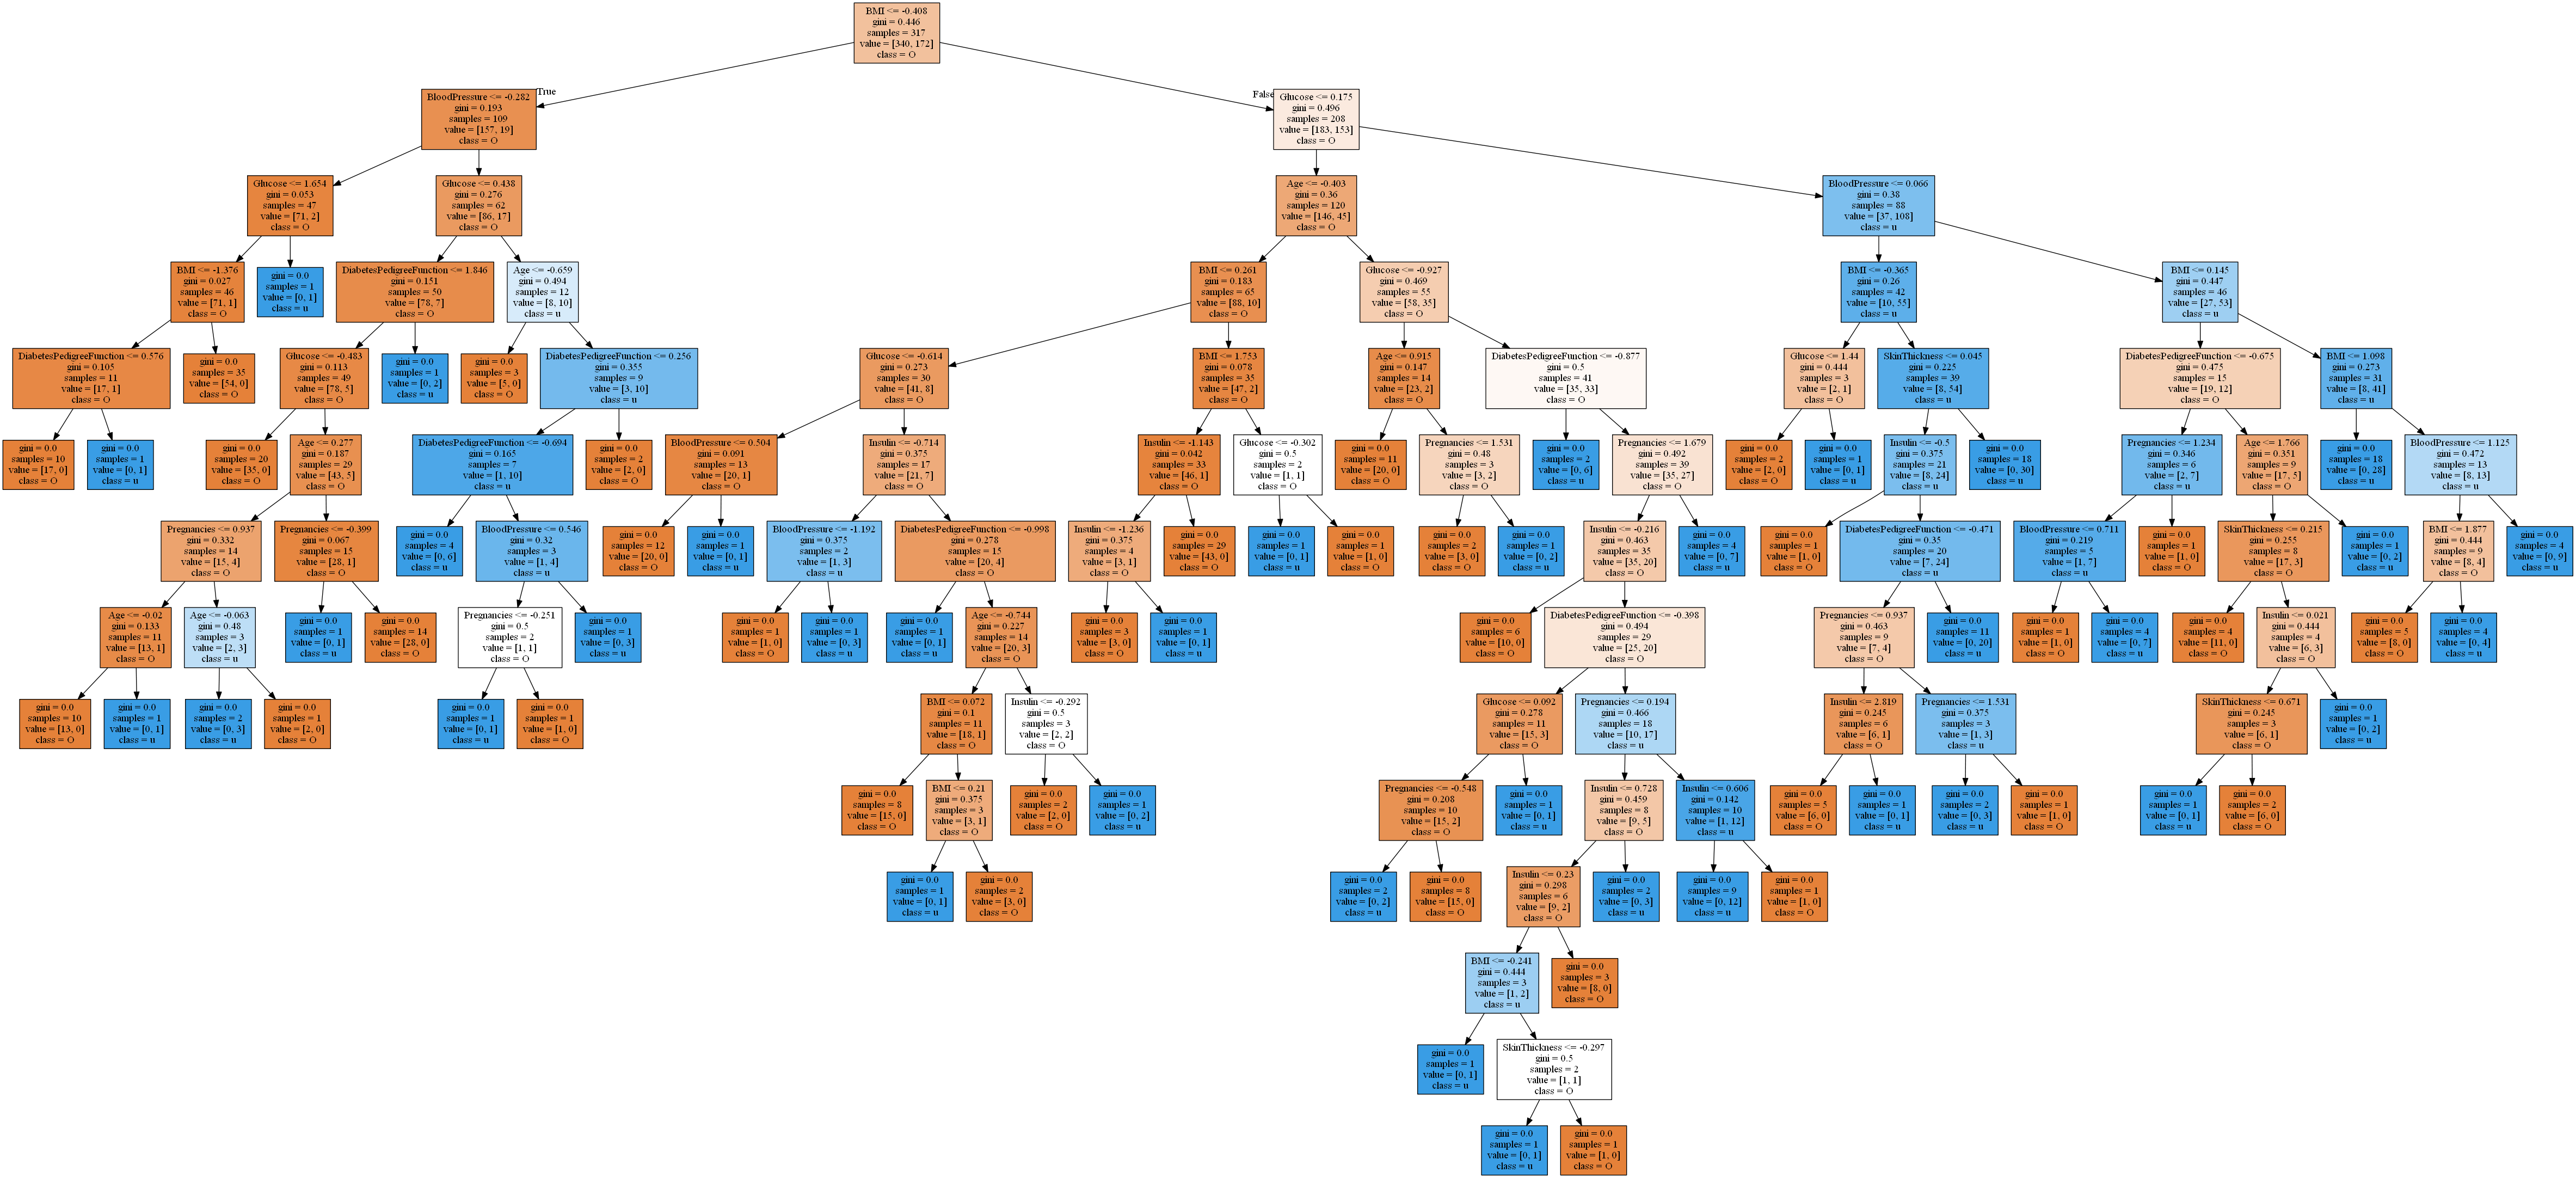 BMI <= -0.408
gini = 0.446
samples = 317
value = [340, 172]
class = O
True
False
BloodPressure <= -0.282
gini = 0.193
samples = 109
value = [157, 19]
class = O
Glucose <= 0.175
gini = 0.496
samples = 208
value = [183, 153]
class = O
Glucose <= 1.654
gini = 0.053
samples = 47
value = [71, 2]
class = O
Glucose <= 0.438
gini = 0.276
samples = 62
value = [86, 17]
class = O
Age <= -0.403
gini = 0.36
samples = 120
value = [146, 45]
class = O
BloodPressure <= 0.066
gini = 0.38
samples = 88
value = [37, 108]
class = u
BMI <= -1.376
gini = 0.027
samples = 46
value = [71, 1]
class = O
gini = 0.0
samples = 1
value = [0, 1]
class = u
DiabetesPedigreeFunction <= 1.846
gini = 0.151
samples = 50
value = [78, 7]
class = O
Age <= -0.659
gini = 0.494
samples = 12
value = [8, 10]
class = u
BMI <= 0.261
gini = 0.183
samples = 65
value = [88, 10]
class = O
Glucose <= -0.927
gini = 0.469
samples = 55
value = [58, 35]
class = O
BMI <= -0.365
gini = 0.26
samples = 42
value = [10, 55]
class = u
BMI <= 0.145
gini = 0.447
samples = 46
value = [27, 53]
class = u
DiabetesPedigreeFunction <= 0.576
gini = 0.105
samples = 11
value = [17, 1]
class = O
gini = 0.0
samples = 35
value = [54, 0]
class = O
Glucose <= -0.483
gini = 0.113
samples = 49
value = [78, 5]
class = O
gini = 0.0
samples = 1
value = [0, 2]
class = u
gini = 0.0
samples = 3
value = [5, 0]
class = O
DiabetesPedigreeFunction <= 0.256
gini = 0.355
samples = 9
value = [3, 10]
class = u
Glucose <= -0.614
gini = 0.273
samples = 30
value = [41, 8]
class = O
BMI <= 1.753
gini = 0.078
samples = 35
value = [47, 2]
class = O
Age <= 0.915
gini = 0.147
samples = 14
value = [23, 2]
class = O
DiabetesPedigreeFunction <= -0.877
gini = 0.5
samples = 41
value = [35, 33]
class = O
Glucose <= 1.44
gini = 0.444
samples = 3
value = [2, 1]
class = O
SkinThickness <= 0.045
gini = 0.225
samples = 39
value = [8, 54]
class = u
DiabetesPedigreeFunction <= -0.675
gini = 0.475
samples = 15
value = [19, 12]
class = O
BMI <= 1.098
gini = 0.273
samples = 31
value = [8, 41]
class = u
gini = 0.0
samples = 10
value = [17, 0]
class = O
gini = 0.0
samples = 1
value = [0, 1]
class = u
gini = 0.0
samples = 20
value = [35, 0]
class = O
Age <= 0.277
gini = 0.187
samples = 29
value = [43, 5]
class = O
DiabetesPedigreeFunction <= -0.694
gini = 0.165
samples = 7
value = [1, 10]
class = u
gini = 0.0
samples = 2
value = [2, 0]
class = O
BloodPressure <= 0.504
gini = 0.091
samples = 13
value = [20, 1]
class = O
Insulin <= -0.714
gini = 0.375
samples = 17
value = [21, 7]
class = O
Insulin <= -1.143
gini = 0.042
samples = 33
value = [46, 1]
class = O
Glucose <= -0.302
gini = 0.5
samples = 2
value = [1, 1]
class = O
gini = 0.0
samples = 11
value = [20, 0]
class = O
Pregnancies <= 1.531
gini = 0.48
samples = 3
value = [3, 2]
class = O
gini = 0.0
samples = 2
value = [0, 6]
class = u
Pregnancies <= 1.679
gini = 0.492
samples = 39
value = [35, 27]
class = O
gini = 0.0
samples = 2
value = [2, 0]
class = O
gini = 0.0
samples = 1
value = [0, 1]
class = u
Insulin <= -0.5
gini = 0.375
samples = 21
value = [8, 24]
class = u
gini = 0.0
samples = 18
value = [0, 30]
class = u
Pregnancies <= 1.234
gini = 0.346
samples = 6
value = [2, 7]
class = u
Age <= 1.766
gini = 0.351
samples = 9
value = [17, 5]
class = O
gini = 0.0
samples = 18
value = [0, 28]
class = u
BloodPressure <= 1.125
gini = 0.472
samples = 13
value = [8, 13]
class = u
Pregnancies <= 0.937
gini = 0.332
samples = 14
value = [15, 4]
class = O
Pregnancies <= -0.399
gini = 0.067
samples = 15
value = [28, 1]
class = O
gini = 0.0
samples = 4
value = [0, 6]
class = u
BloodPressure <= 0.546
gini = 0.32
samples = 3
value = [1, 4]
class = u
gini = 0.0
samples = 12
value = [20, 0]
class = O
gini = 0.0
samples = 1
value = [0, 1]
class = u
BloodPressure <= -1.192
gini = 0.375
samples = 2
value = [1, 3]
class = u
DiabetesPedigreeFunction <= -0.998
gini = 0.278
samples = 15
value = [20, 4]
class = O
Insulin <= -1.236
gini = 0.375
samples = 4
value = [3, 1]
class = O
gini = 0.0
samples = 29
value = [43, 0]
class = O
gini = 0.0
samples = 1
value = [0, 1]
class = u
gini = 0.0
samples = 1
value = [1, 0]
class = O
gini = 0.0
samples = 2
value = [3, 0]
class = O
gini = 0.0
samples = 1
value = [0, 2]
class = u
Insulin <= -0.216
gini = 0.463
samples = 35
value = [35, 20]
class = O
gini = 0.0
samples = 4
value = [0, 7]
class = u
gini = 0.0
samples = 1
value = [1, 0]
class = O
DiabetesPedigreeFunction <= -0.471
gini = 0.35
samples = 20
value = [7, 24]
class = u
BloodPressure <= 0.711
gini = 0.219
samples = 5
value = [1, 7]
class = u
gini = 0.0
samples = 1
value = [1, 0]
class = O
SkinThickness <= 0.215
gini = 0.255
samples = 8
value = [17, 3]
class = O
gini = 0.0
samples = 1
value = [0, 2]
class = u
BMI <= 1.877
gini = 0.444
samples = 9
value = [8, 4]
class = O
gini = 0.0
samples = 4
value = [0, 9]
class = u
Age <= -0.02
gini = 0.133
samples = 11
value = [13, 1]
class = O
Age <= -0.063
gini = 0.48
samples = 3
value = [2, 3]
class = u
gini = 0.0
samples = 1
value = [0, 1]
class = u
gini = 0.0
samples = 14
value = [28, 0]
class = O
Pregnancies <= -0.251
gini = 0.5
samples = 2
value = [1, 1]
class = O
gini = 0.0
samples = 1
value = [0, 3]
class = u
gini = 0.0
samples = 1
value = [1, 0]
class = O
gini = 0.0
samples = 1
value = [0, 3]
class = u
gini = 0.0
samples = 1
value = [0, 1]
class = u
Age <= -0.744
gini = 0.227
samples = 14
value = [20, 3]
class = O
gini = 0.0
samples = 3
value = [3, 0]
class = O
gini = 0.0
samples = 1
value = [0, 1]
class = u
gini = 0.0
samples = 6
value = [10, 0]
class = O
DiabetesPedigreeFunction <= -0.398
gini = 0.494
samples = 29
value = [25, 20]
class = O
Pregnancies <= 0.937
gini = 0.463
samples = 9
value = [7, 4]
class = O
gini = 0.0
samples = 11
value = [0, 20]
class = u
gini = 0.0
samples = 1
value = [1, 0]
class = O
gini = 0.0
samples = 4
value = [0, 7]
class = u
gini = 0.0
samples = 4
value = [11, 0]
class = O
Insulin <= 0.021
gini = 0.444
samples = 4
value = [6, 3]
class = O
gini = 0.0
samples = 5
value = [8, 0]
class = O
gini = 0.0
samples = 4
value = [0, 4]
class = u
gini = 0.0
samples = 10
value = [13, 0]
class = O
gini = 0.0
samples = 1
value = [0, 1]
class = u
gini = 0.0
samples = 2
value = [0, 3]
class = u
gini = 0.0
samples = 1
value = [2, 0]
class = O
gini = 0.0
samples = 1
value = [0, 1]
class = u
gini = 0.0
samples = 1
value = [1, 0]
class = O
BMI <= 0.072
gini = 0.1
samples = 11
value = [18, 1]
class = O
Insulin <= -0.292
gini = 0.5
samples = 3
value = [2, 2]
class = O
Glucose <= 0.092
gini = 0.278
samples = 11
value = [15, 3]
class = O
Pregnancies <= 0.194
gini = 0.466
samples = 18
value = [10, 17]
class = u
Insulin <= 2.819
gini = 0.245
samples = 6
value = [6, 1]
class = O
Pregnancies <= 1.531
gini = 0.375
samples = 3
value = [1, 3]
class = u
SkinThickness <= 0.671
gini = 0.245
samples = 3
value = [6, 1]
class = O
gini = 0.0
samples = 1
value = [0, 2]
class = u
gini = 0.0
samples = 8
value = [15, 0]
class = O
BMI <= 0.21
gini = 0.375
samples = 3
value = [3, 1]
class = O
gini = 0.0
samples = 2
value = [2, 0]
class = O
gini = 0.0
samples = 1
value = [0, 2]
class = u
Pregnancies <= -0.548
gini = 0.208
samples = 10
value = [15, 2]
class = O
gini = 0.0
samples = 1
value = [0, 1]
class = u
Insulin <= 0.728
gini = 0.459
samples = 8
value = [9, 5]
class = O
Insulin <= 0.606
gini = 0.142
samples = 10
value = [1, 12]
class = u
gini = 0.0
samples = 5
value = [6, 0]
class = O
gini = 0.0
samples = 1
value = [0, 1]
class = u
gini = 0.0
samples = 2
value = [0, 3]
class = u
gini = 0.0
samples = 1
value = [1, 0]
class = O
gini = 0.0
samples = 1
value = [0, 1]
class = u
gini = 0.0
samples = 2
value = [6, 0]
class = O
gini = 0.0
samples = 1
value = [0, 1]
class = u
gini = 0.0
samples = 2
value = [3, 0]
class = O
gini = 0.0
samples = 2
value = [0, 2]
class = u
gini = 0.0
samples = 8
value = [15, 0]
class = O
Insulin <= 0.23
gini = 0.298
samples = 6
value = [9, 2]
class = O
gini = 0.0
samples = 2
value = [0, 3]
class = u
gini = 0.0
samples = 9
value = [0, 12]
class = u
gini = 0.0
samples = 1
value = [1, 0]
class = O
BMI <= -0.241
gini = 0.444
samples = 3
value = [1, 2]
class = u
gini = 0.0
samples = 3
value = [8, 0]
class = O
gini = 0.0
samples = 1
value = [0, 1]
class = u
SkinThickness <= -0.297
gini = 0.5
samples = 2
value = [1, 1]
class = O
gini = 0.0
samples = 1
value = [0, 1]
class = u
gini = 0.0
samples = 1
value = [1, 0]
class = O